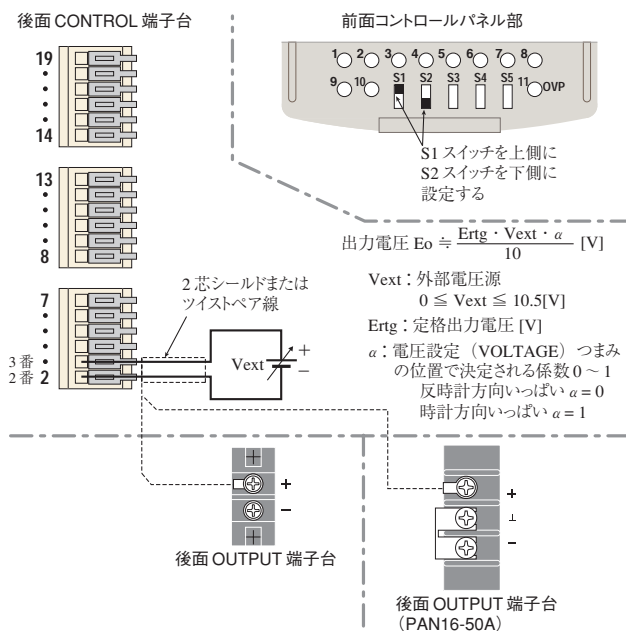 後面 CONTROL 端子台
19
14
13
8
7
3番
2番 2
2芯シールドまたは
ツイストペア線
Vext
+
−
前面コントロールパネル部
1 2 3 4 5 6 7 8
S1 S2 S3 S4 S5
9 10 11 OVP
S1 スイッチを上側に
S2 スイッチを下側に
設定する
出力電圧 Eo ≒ Ertg・Vext・α / 10 [V]
Vext：外部電圧源
0 ≦ Vext ≦ 10.5[V]
Ertg：定格出力電圧 [V]
α：電圧設定（VOLTAGE）つまみ
の位置で決定される係数 0 〜 1
反時計方向いっぱい α = 0
時計方向いっぱい α = 1
+
−
後面 OUTPUT 端子台
+
⊥
−
後面 OUTPUT 端子台
（PAN16-50A）